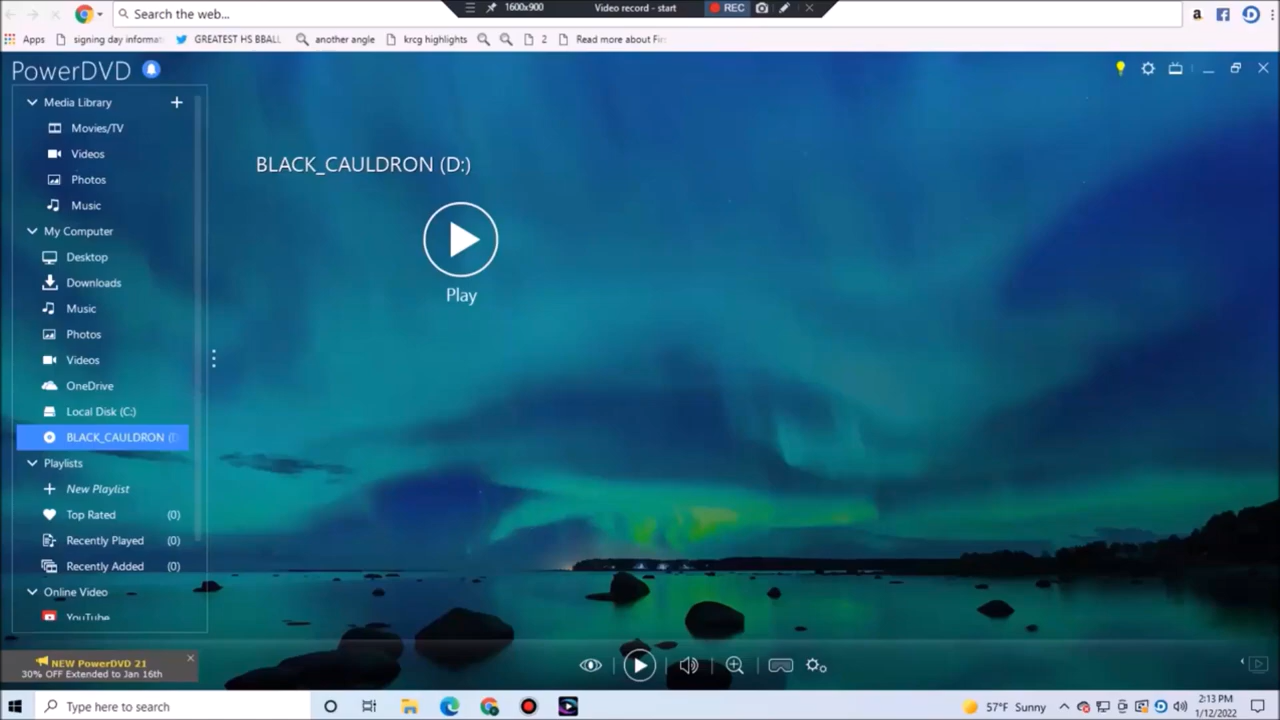 1600x900
Video record - start
REC
Search the web...
Apps
signing day informat
GREATEST HS BBALL
another angle
krcg highlights
2
Read more about Fir
PowerDVD
Media Library
Movies/TV
Videos
Photos
Music
My Computer
Desktop
Downloads
Music
Photos
Videos
OneDrive
Local Disk (C:)
BLACK_CAULDRON (D
Playlists
New Playlist
Top Rated (0)
Recently Played (0)
Recently Added (0)
Online Video
YouTube
BLACK_CAULDRON (D:)
Play
NEW PowerDVD 21
30% OFF Extended to Jan 16th
Type here to search
57°F Sunny
2:13 PM
1/12/2022